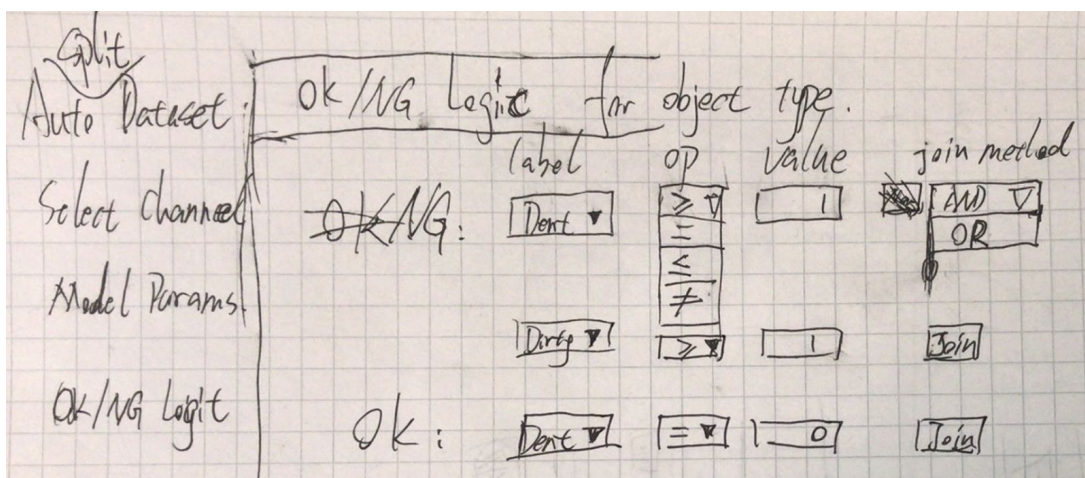 Split
Auto Dataset:
OK/NG Logic for object type.
label op value join method
Select Channel
NG: Dent ▼ ≥ ▽ 1 AND ▽
= OR
≤
≠
Model Params
Dirty ▼ ≥ ▼ 1 Join
OK/NG Logit
OK: Dent ▼ = ▼ 0 Join